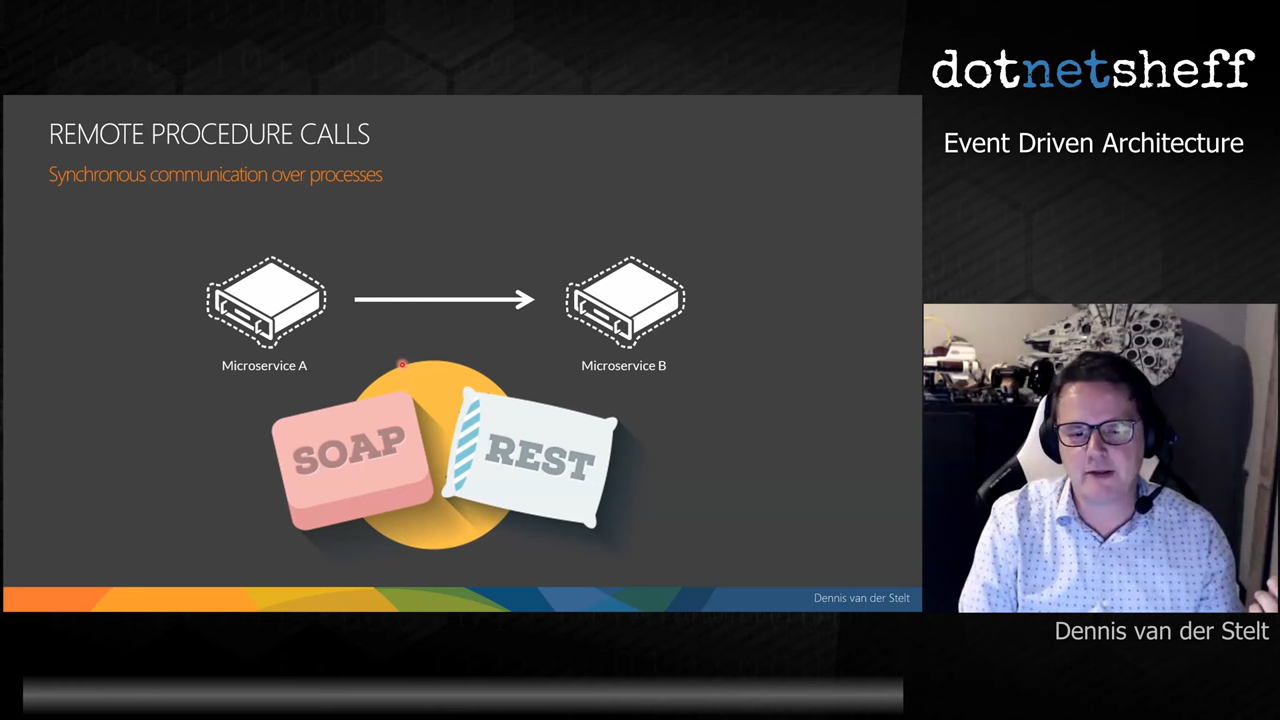 dotnetsheff
Event Driven Architecture
REMOTE PROCEDURE CALLS
Synchronous communication over processes
Microservice A
Microservice B
SOAP
REST
Dennis van der Stelt
Dennis van der Stelt